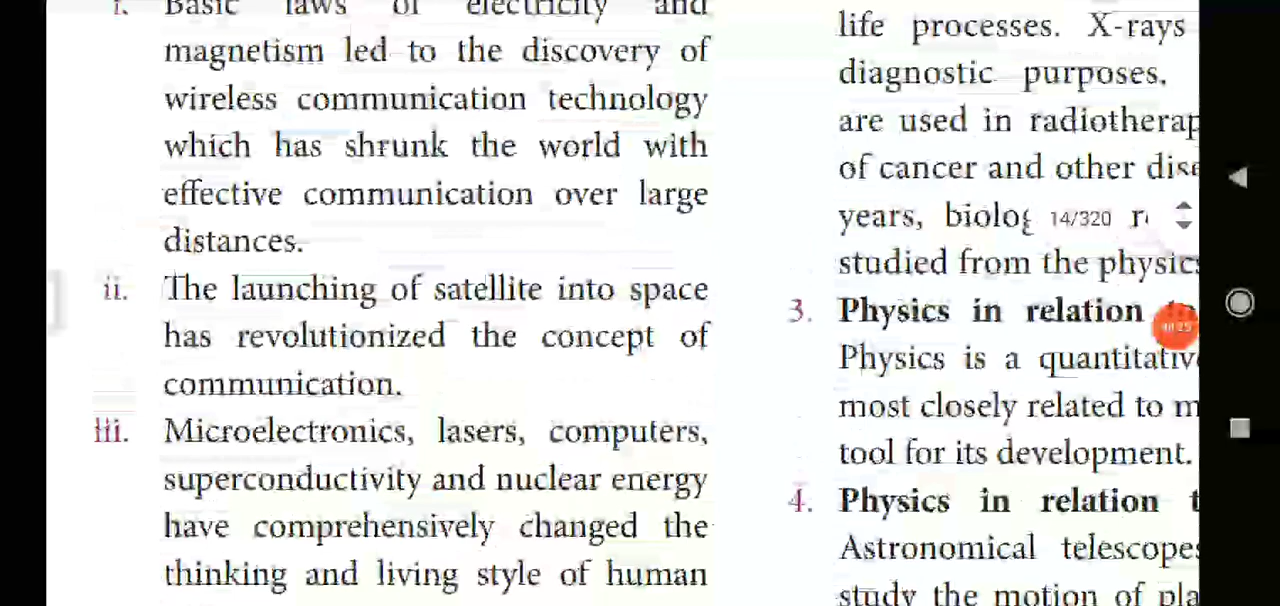 i. Basic laws of electricity and
magnetism led to the discovery of
wireless communication technology
which has shrunk the world with
effective communication over large
distances.
ii. The launching of satellite into space
has revolutionized the concept of
communication.
iii. Microelectronics, lasers, computers,
superconductivity and nuclear energy
have comprehensively changed the
thinking and living style of human
life processes. X-rays
diagnostic purposes.
are used in radiotherap
of cancer and other dise
years, biolog
14/320
studied from the physics
3. Physics in relation
Physics is a quantitative
most closely related to m
tool for its development.
4. Physics in relation t
Astronomical telescopes
study the motion of pla